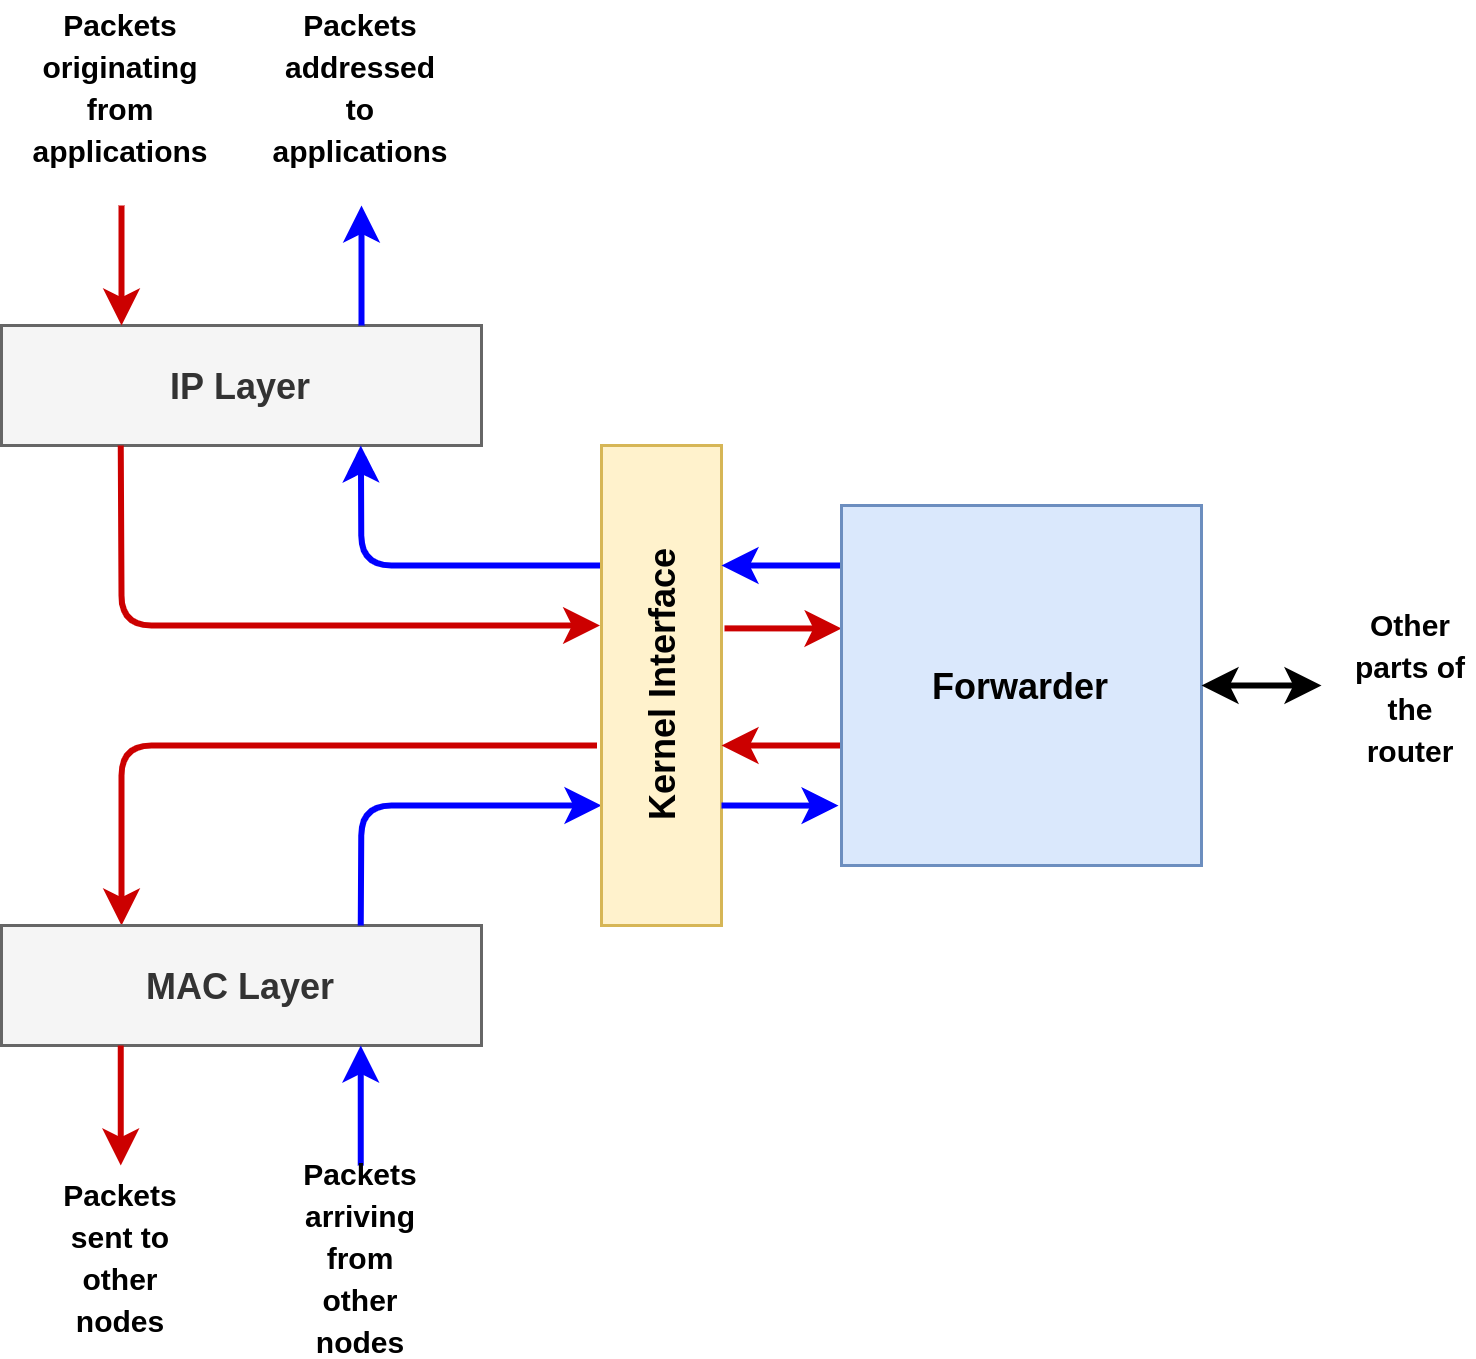 Packets
originating
from
applications
Packets
addressed
to
applications
IP Layer
Kernel Interface
Forwarder
Other
parts of
the
router
MAC Layer
Packets
sent to
other
nodes
Packets
arriving
from
other
nodes